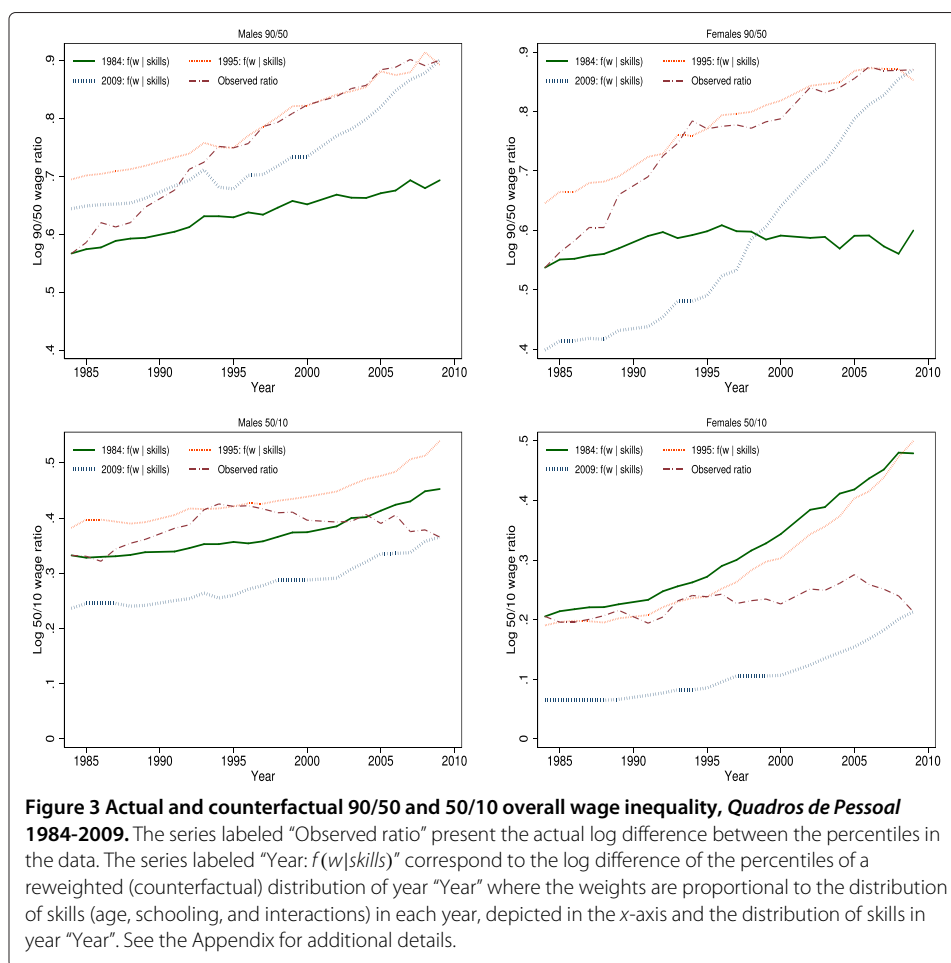 Males 90/50
1984: f(w | skills) 1995: f(w | skills)
2009: f(w | skills) Observed ratio
Log 90/50 wage ratio
.4 .5 .6 .7 .8 .9
1985 1990 1995 2000 2005 2010
Year
Females 90/50
1984: f(w | skills) 1995: f(w | skills)
2009: f(w | skills) Observed ratio
Log 90/50 wage ratio
.4 .5 .6 .7 .8 .9
1985 1990 1995 2000 2005 2010
Year
Males 50/10
1984: f(w | skills) 1995: f(w | skills)
2009: f(w | skills) Observed ratio
Log 50/10 wage ratio
0 .1 .2 .3 .4 .5
1985 1990 1995 2000 2005 2010
Year
Females 50/10
1984: f(w | skills) 1995: f(w | skills)
2009: f(w | skills) Observed ratio
Log 50/10 wage ratio
0 .1 .2 .3 .4 .5
1985 1990 1995 2000 2005 2010
Year
Figure 3 Actual and counterfactual 90/50 and 50/10 overall wage inequality, Quadros de Pessoal
1984-2009. The series labeled “Observed ratio” present the actual log difference between the percentiles in
the data. The series labeled “Year: f(w|skills)” correspond to the log difference of the percentiles of a
reweighted (counterfactual) distribution of year “Year” where the weights are proportional to the distribution
of skills (age, schooling, and interactions) in each year, depicted in the x-axis and the distribution of skills in
year “Year”. See the Appendix for additional details.